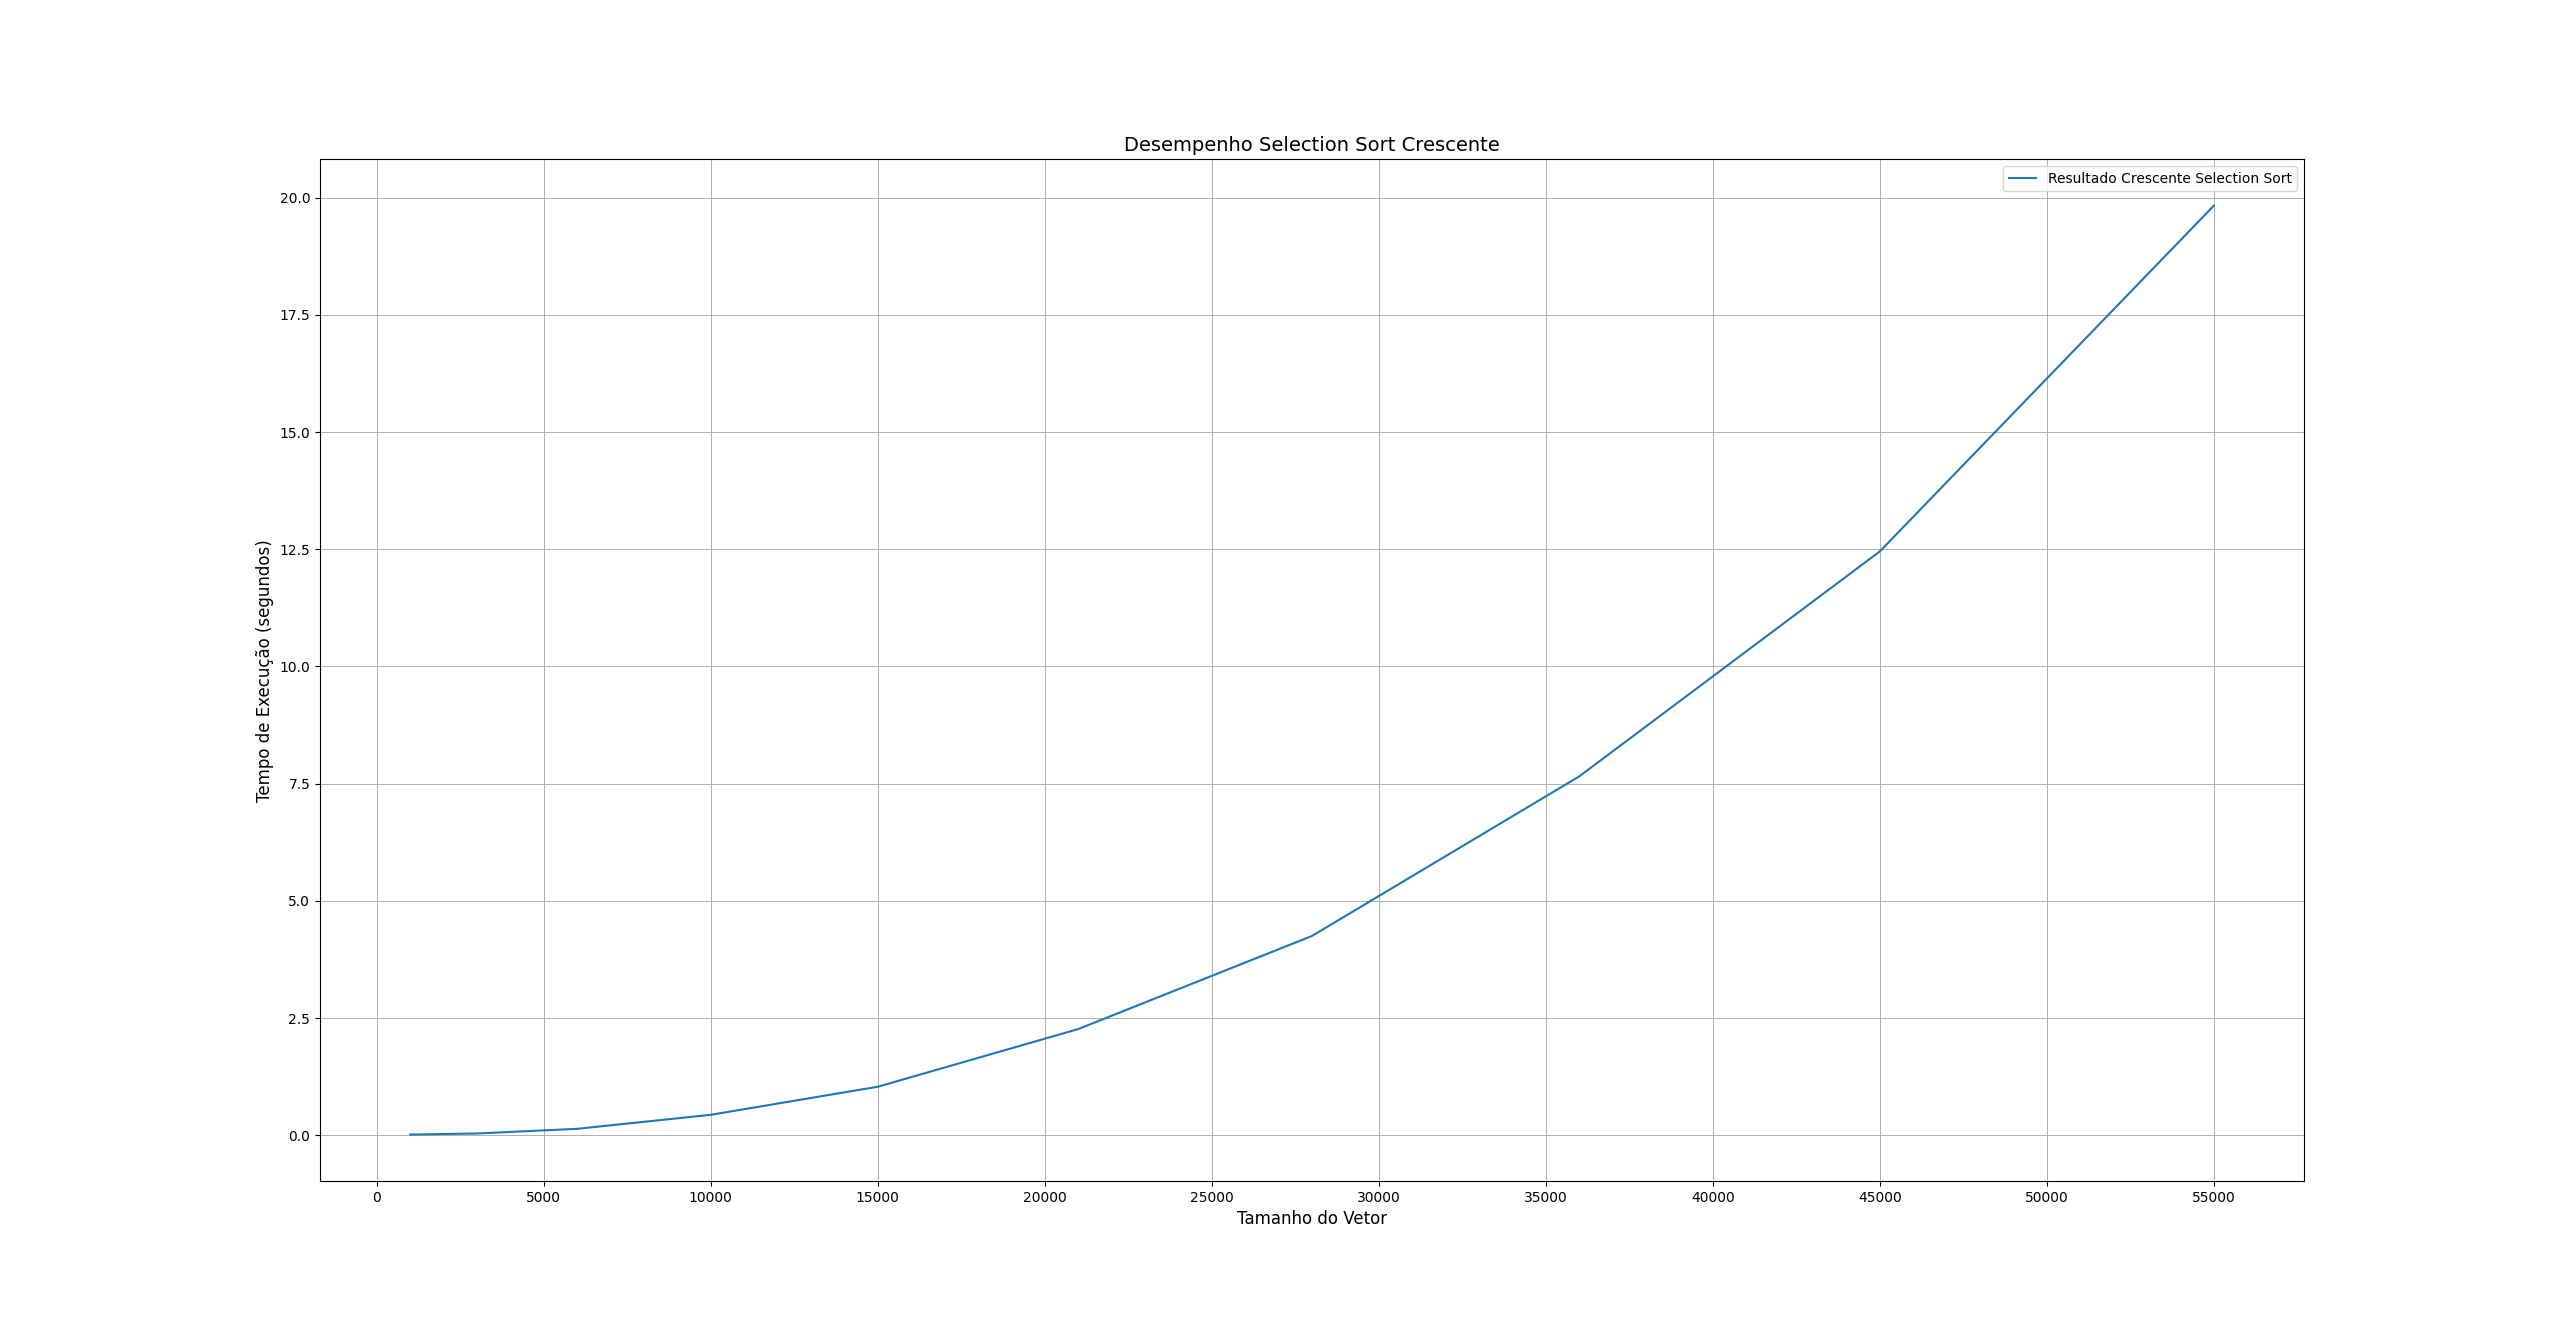 Desempenho Selection Sort Crescente
Resultado Crescente Selection Sort
Tempo de Execução (segundos)
20.0
17.5
15.0
12.5
10.0
7.5
5.0
2.5
0.0
0 5000 10000 15000 20000 25000 30000 35000 40000 45000 50000 55000
Tamanho do Vetor